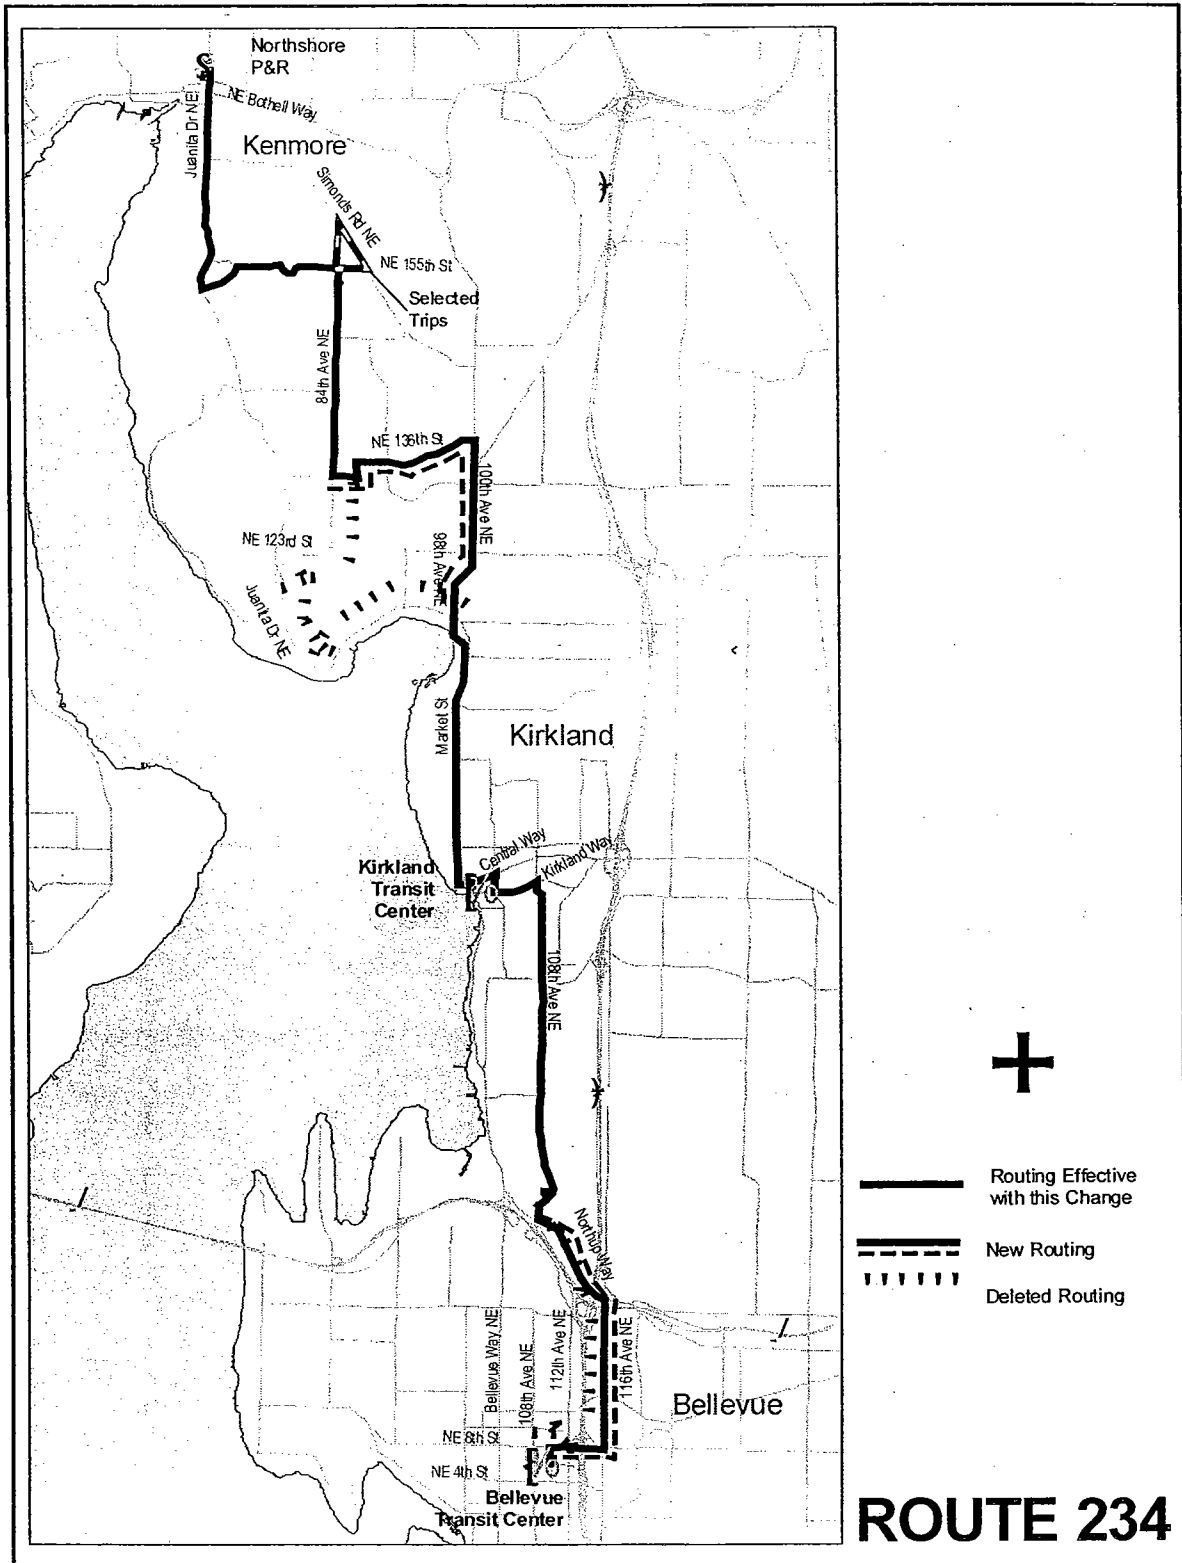 Northshore
P&R
NE Bothell Way
Juanita Dr NE
Kenmore
Simonds Rd NE
NE 155th St
Selected
Trips
84th Ave NE
NE 136th St
100th Ave NE
NE 123rd St
98th Ave NE
Juanita Dr NE
Market St
Kirkland
Central Way
Kirkland Way
Kirkland
Transit
Center
108th Ave NE
Northup Way
Routing Effective
with this Change
New Routing
Deleted Routing
Bellevue Way NE
108th Ave NE
112th Ave NE
116th Ave NE
Bellevue
NE 8th St
NE 4th St
Bellevue
Transit Center
ROUTE 234